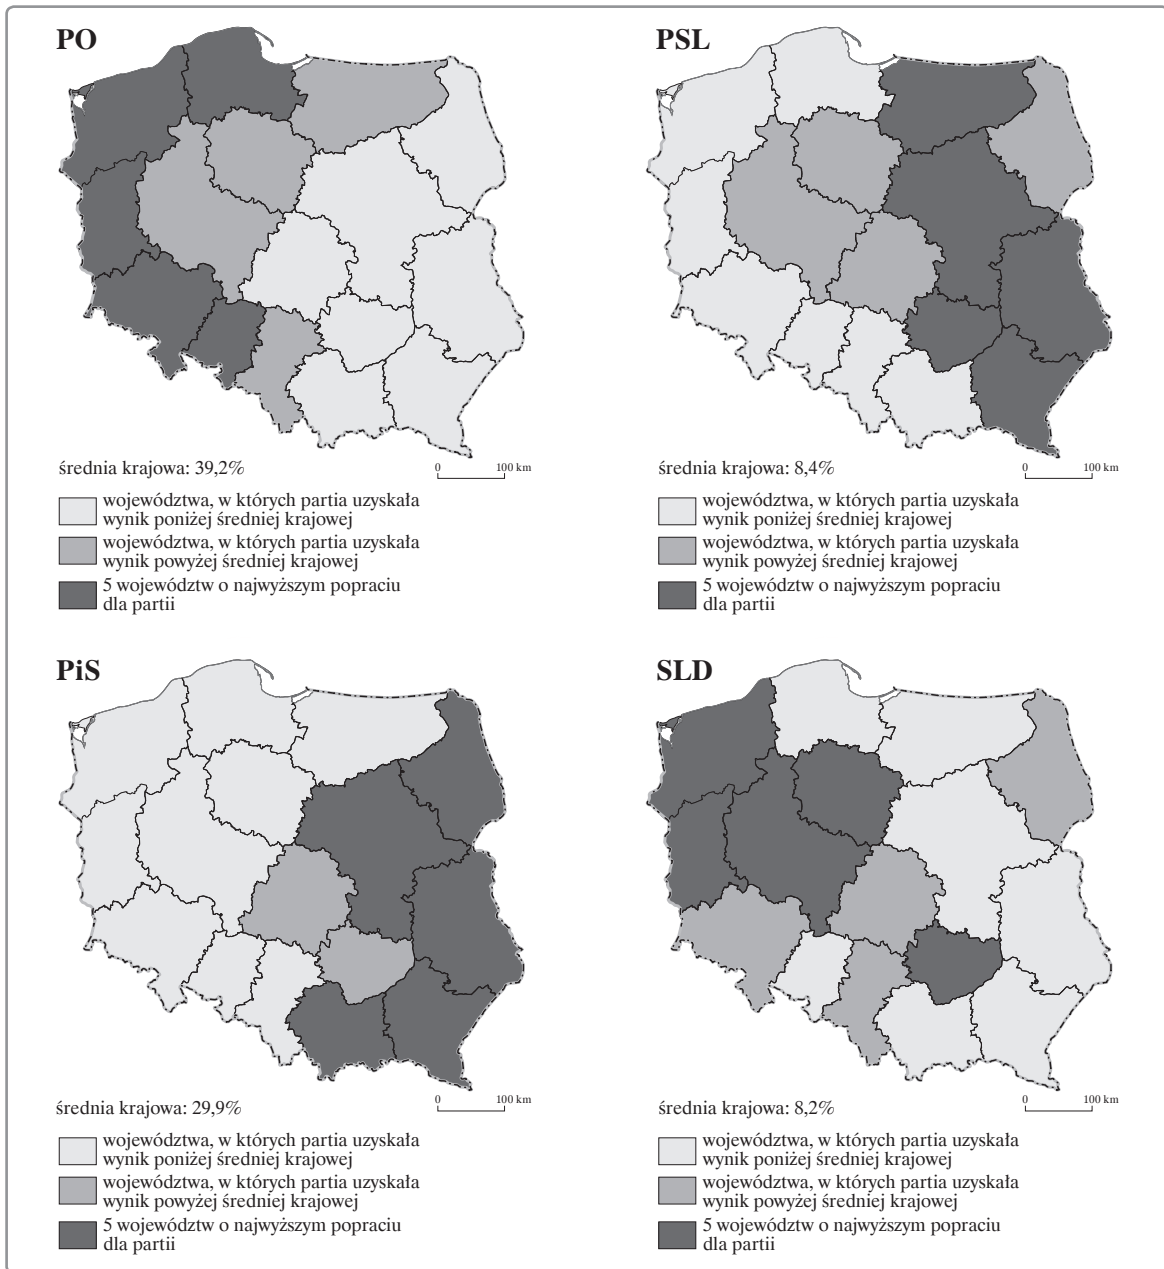 PO
średnia krajowa: 39,2%
0 100 km
województwa, w których partia uzyskała
wynik poniżej średniej krajowej
województwa, w których partia uzyskała
wynik powyżej średniej krajowej
5 województw o najwyższym popraciu
dla partii
PSL
średnia krajowa: 8,4%
0 100 km
województwa, w których partia uzyskała
wynik poniżej średniej krajowej
województwa, w których partia uzyskała
wynik powyżej średniej krajowej
5 województw o najwyższym popraciu
dla partii
PiS
średnia krajowa: 29,9%
0 100 km
województwa, w których partia uzyskała
wynik poniżej średniej krajowej
województwa, w których partia uzyskała
wynik powyżej średniej krajowej
5 województw o najwyższym popraciu
dla partii
SLD
średnia krajowa: 8,2%
0 100 km
województwa, w których partia uzyskała
wynik poniżej średniej krajowej
województwa, w których partia uzyskała
wynik powyżej średniej krajowej
5 województw o najwyższym popraciu
dla partii